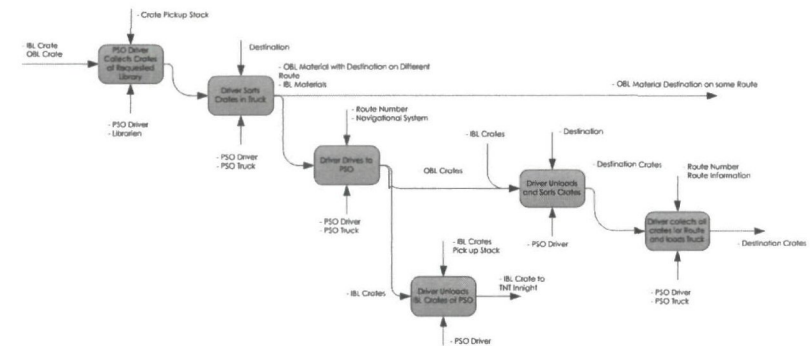 - Crate Pickup Stack
- IBL Crate
OBL Crate
PSO Driver
Collects Crates
of Requested
Library
- PSO Driver
- Librarien
Destination
- OBL Material with Destination on Different
Route
- IBL Materials
Driver Sorts
Crates in Truck
- PSO Driver
- PSO Truck
- OBL Material Destination on same Route
- Route Number
- Navigational System
Driver Drives to
PSO
- PSO Driver
- PSO Truck
- IBL Crates
- Destination
OBL Crates
Driver Unloads
and Sorts Crates
- PSO Driver
- Destination Crates
- Route Number
Route Information
Driver collects all
crates for Route
and loads Truck
- Destination Crates
- PSO Driver
- PSO Truck
- IBL Crates
Pick up Stack
- IBL Crates
Driver Unloads
IBL Crates of PSO
- IBL Crate to
TNT Innight
- PSO Driver